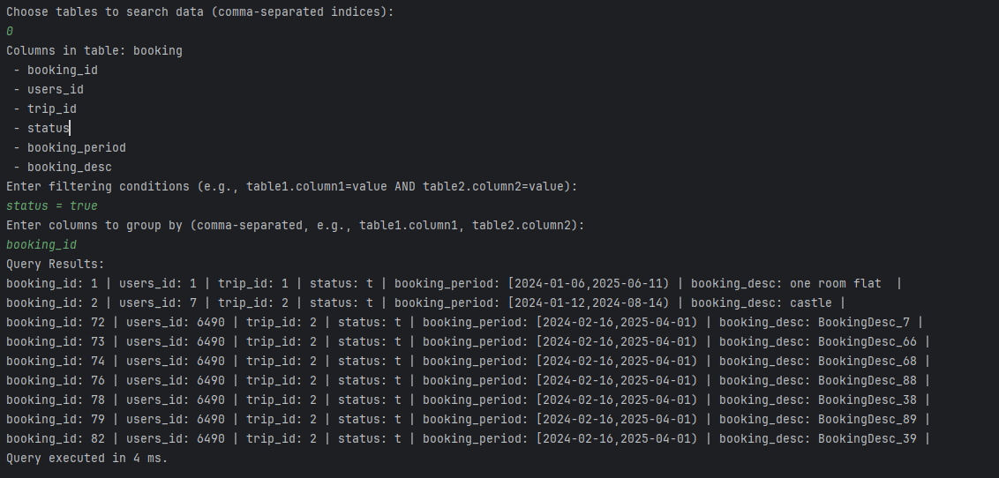 Choose tables to search data (comma-separated indices):
0
Columns in table: booking
 - booking_id
 - users_id
 - trip_id
 - status
 - booking_period
 - booking_desc
Enter filtering conditions (e.g., table1.column1=value AND table2.column2=value):
status = true
Enter columns to group by (comma-separated, e.g., table1.column1, table2.column2):
booking_id
Query Results:
booking_id: 1 | users_id: 1 | trip_id: 1 | status: t | booking_period: [2024-01-06,2025-06-11) | booking_desc: one room flat  |
booking_id: 2 | users_id: 7 | trip_id: 2 | status: t | booking_period: [2024-01-12,2024-08-14) | booking_desc: castle |
booking_id: 72 | users_id: 6490 | trip_id: 2 | status: t | booking_period: [2024-02-16,2025-04-01) | booking_desc: BookingDesc_7 |
booking_id: 73 | users_id: 6490 | trip_id: 2 | status: t | booking_period: [2024-02-16,2025-04-01) | booking_desc: BookingDesc_66 |
booking_id: 74 | users_id: 6490 | trip_id: 2 | status: t | booking_period: [2024-02-16,2025-04-01) | booking_desc: BookingDesc_68 |
booking_id: 76 | users_id: 6490 | trip_id: 2 | status: t | booking_period: [2024-02-16,2025-04-01) | booking_desc: BookingDesc_88 |
booking_id: 78 | users_id: 6490 | trip_id: 2 | status: t | booking_period: [2024-02-16,2025-04-01) | booking_desc: BookingDesc_38 |
booking_id: 79 | users_id: 6490 | trip_id: 2 | status: t | booking_period: [2024-02-16,2025-04-01) | booking_desc: BookingDesc_89 |
booking_id: 82 | users_id: 6490 | trip_id: 2 | status: t | booking_period: [2024-02-16,2025-04-01) | booking_desc: BookingDesc_39 |
Query executed in 4 ms.